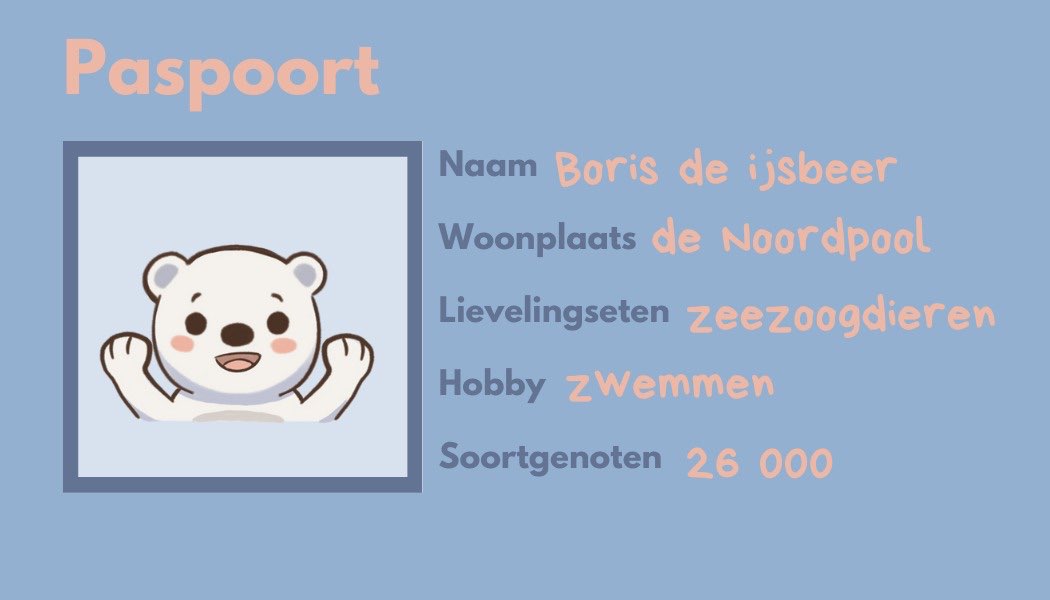 Paspoort
Naam Boris de ijsbeer
Woonplaats de Noordpool
Lievelingseten zeezoogdieren
Hobby zwemmen
Soortgenoten 26 000